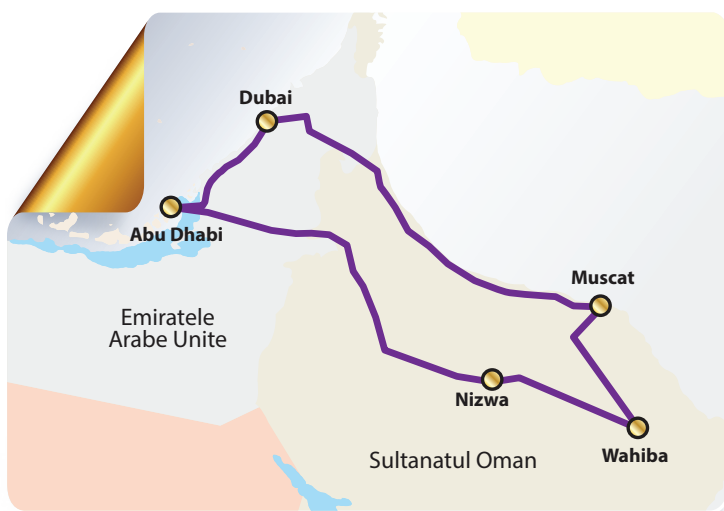 Dubai
Abu Dhabi
Muscat
Emiratele
Arabe Unite
Nizwa
Wahiba
Sultanatul Oman